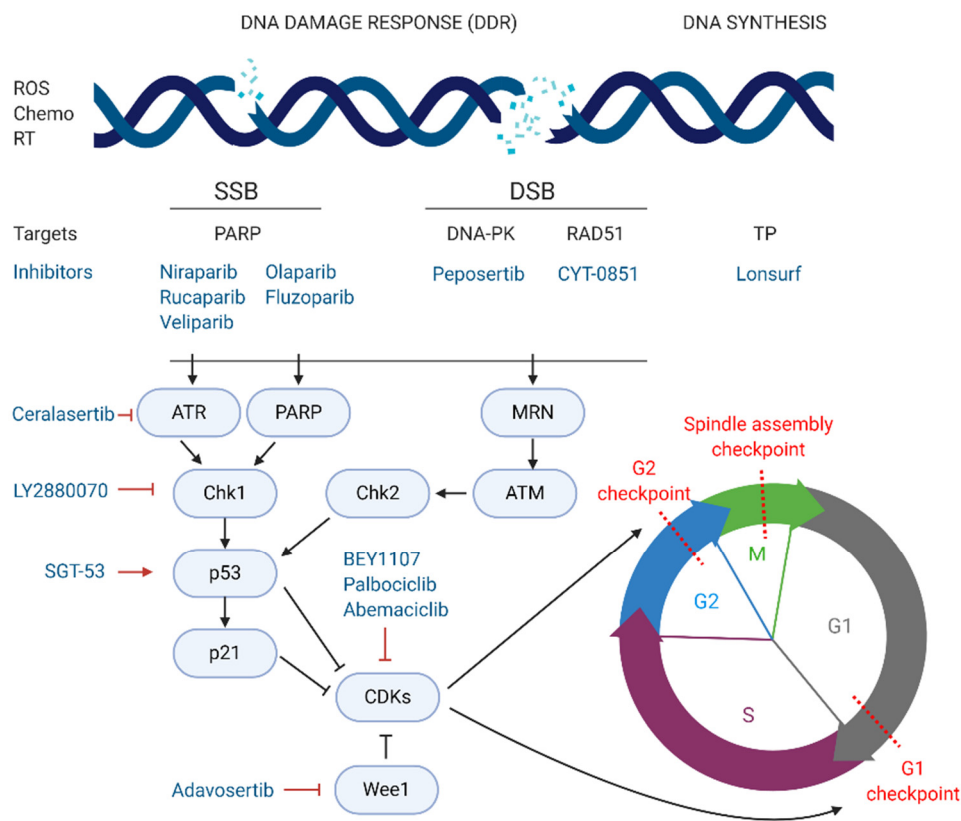 DNA DAMAGE RESPONSE (DDR)
DNA SYNTHESIS
ROS
Chemo
RT
SSB
DSB
Targets
PARP
DNA-PK
RAD51
TP
Inhibitors
Niraparib
Rucaparib
Veliparib
Olaparib
Fluzoparib
Peposertib
CYT-0851
Lonsurf
Ceralasertib
ATR
PARP
MRN
LY2880070
Chk1
Chk2
ATM
SGT-53
p53
BEY1107
Palbociclib
Abemaciclib
p21
CDKs
Adavosertib
Wee1
Spindle assembly
checkpoint
G2
checkpoint
M
G2
G1
S
G1
checkpoint